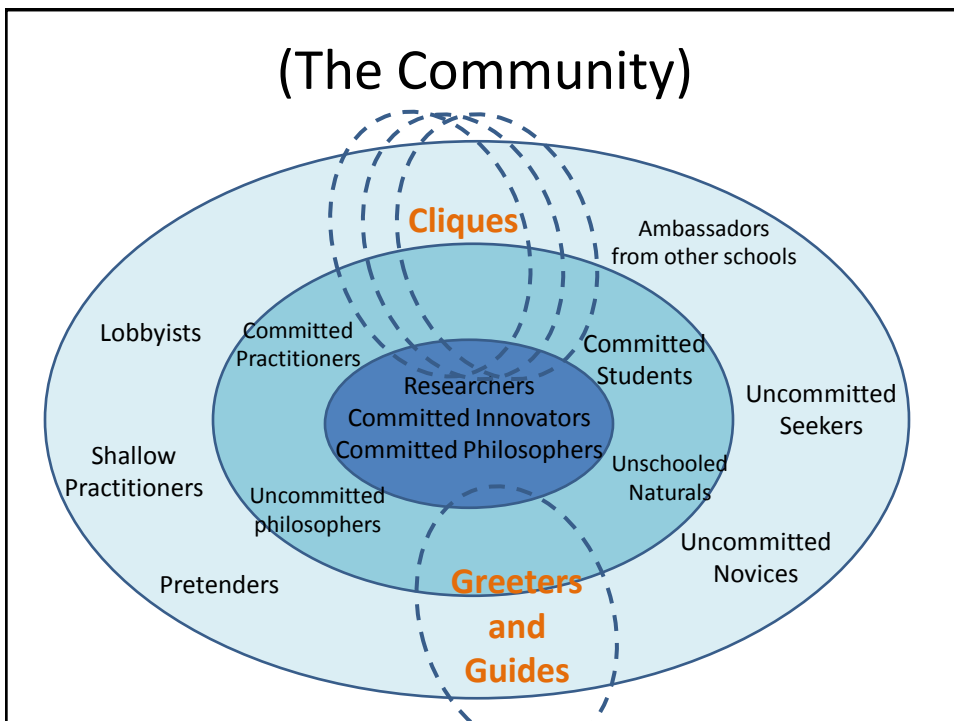 (The Community)
Cliques
Ambassadors
from other schools
Lobbyists
Committed
Practitioners
Committed
Students
Researchers
Committed Innovators
Committed Philosophers
Uncommitted
Seekers
Shallow
Practitioners
Unschooled
Naturals
Uncommitted
philosophers
Uncommitted
Novices
Pretenders
Greeters
and
Guides